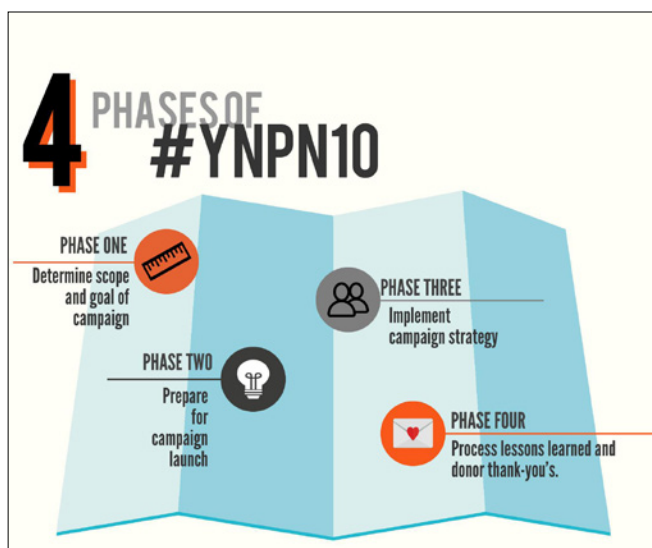 4 PHASES OF
#YNPN10
PHASE ONE
Determine scope
and goal of
campaign
PHASE TWO
Prepare
for
campaign
launch
PHASE THREE
Implement
campaign strategy
PHASE FOUR
Process lessons learned and
donor thank-you's.